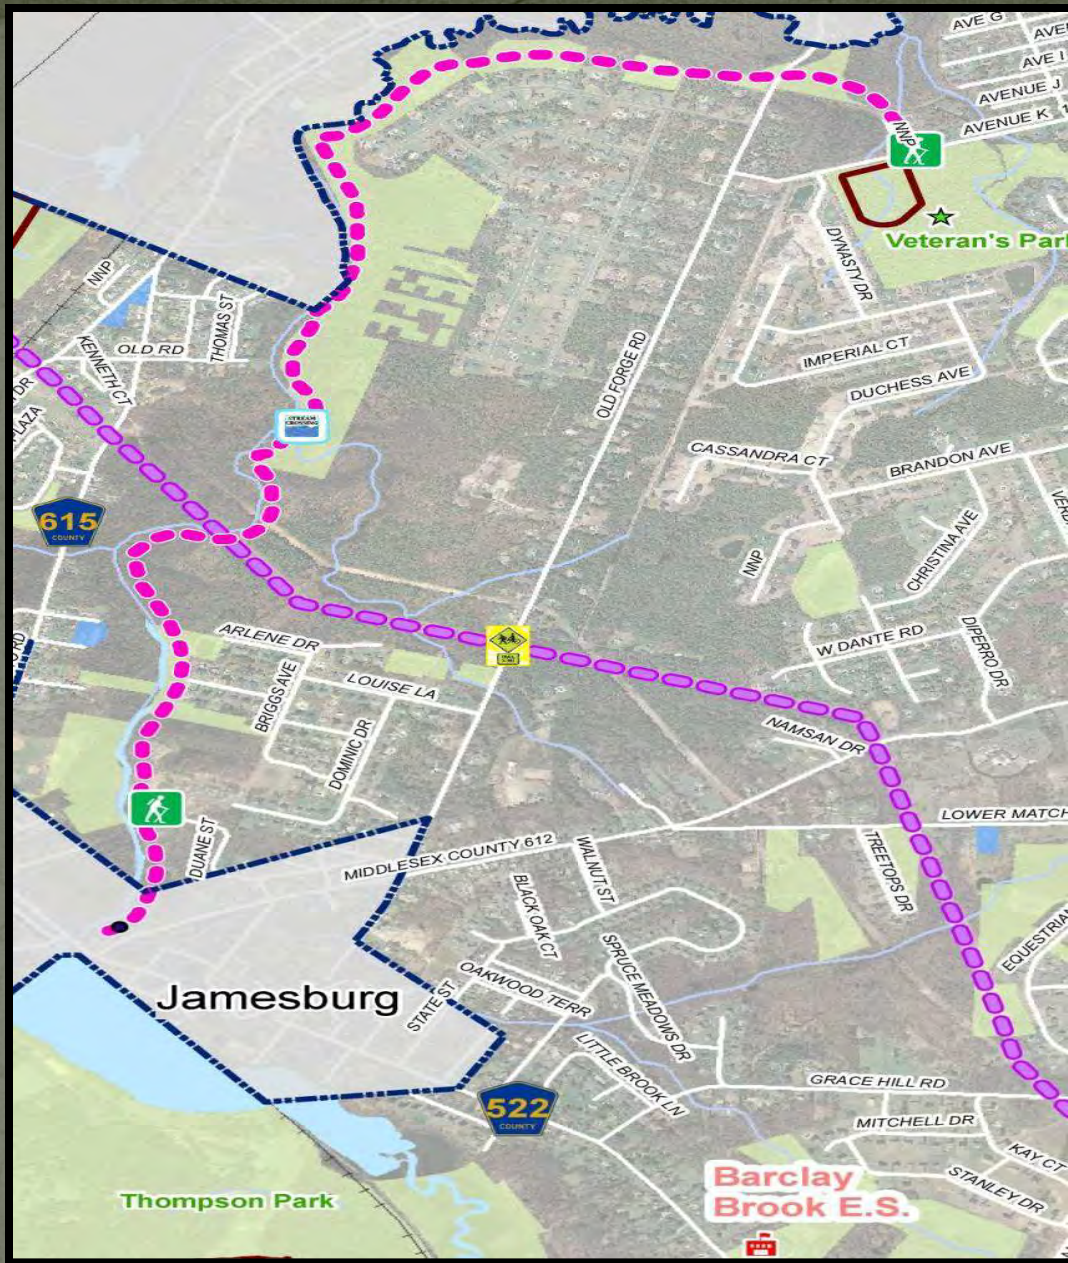 AVE G
AVE I
AVENUE J
AVENUE K
NNP
Veteran's Park
DYNASTY DR
NNP
THOMAS ST
OLD RD
KENNETH CT
OLD FORGE RD
IMPERIAL CT
DUCHESS AVE
DR
PLAZA
STREAM
CROSSING
CASSANDRA CT
BRANDON AVE
615
COUNTY
CHRISTINA AVE
NNP
ARLENE DR
W DANTE RD
DIPERRO DR
BRIGGS AVE
LOUISE LA
DOMINIC DR
NAMSAN DR
DUANE ST
LOWER MATCH
MIDDLESEX COUNTY 612
WALNUT ST
TREETOPS DR
BLACK OAK CT
SPRUCE MEADOWS DR
EQUESTRIAN
OAKWOOD TERR
Jamesburg
STATE ST
LITTLE BROOK LN
GRACE HILL RD
522
COUNTY
MITCHELL DR
KAY CT
STANLEY DR
Barclay
Brook E.S.
Thompson Park